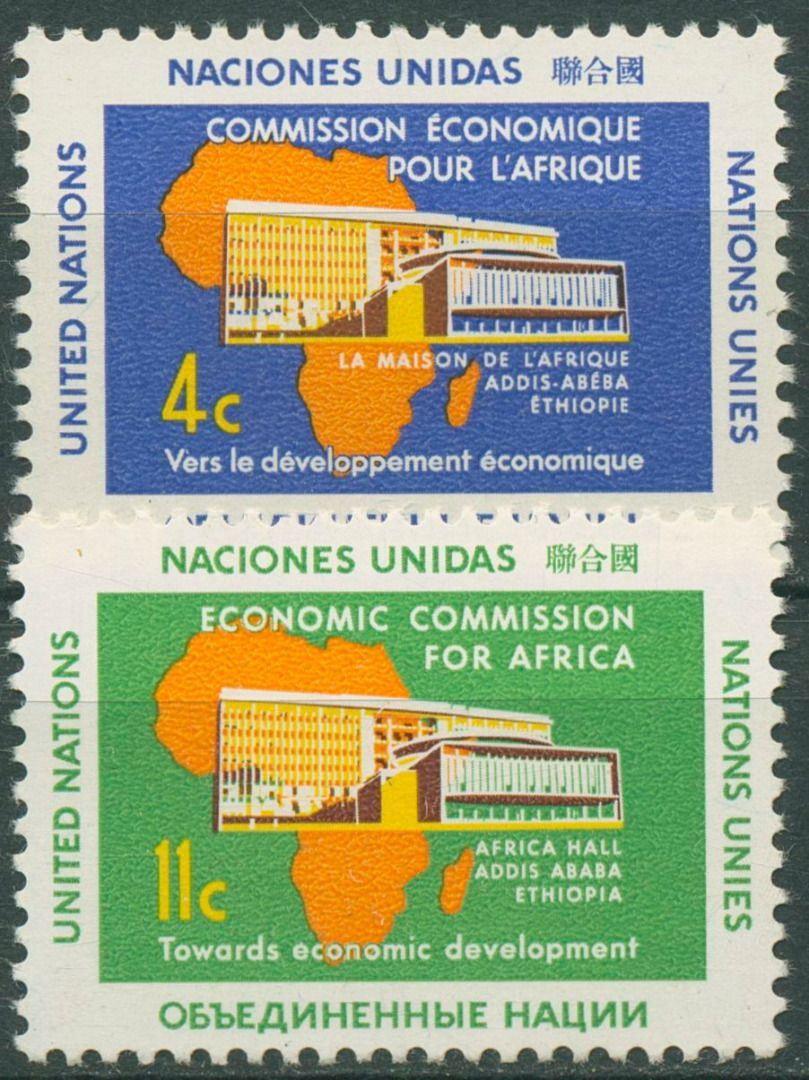 NACIONES UNIDAS 聯合國
UNITED NATIONS
NATIONS UNIES
COMMISSION ÉCONOMIQUE
POUR L'AFRIQUE
LA MAISON DE L'AFRIQUE
ADDIS-ABÉBA
ÉTHIOPIE
4c
Vers le développement économique
NACIONES UNIDAS 聯合國
UNITED NATIONS
NATIONS UNIES
ECONOMIC COMMISSION
FOR AFRICA
AFRICA HALL
ADDIS ABABA
ETHIOPIA
11c
Towards economic development
ОБЪЕДИНЕННЫЕ НАЦИИ